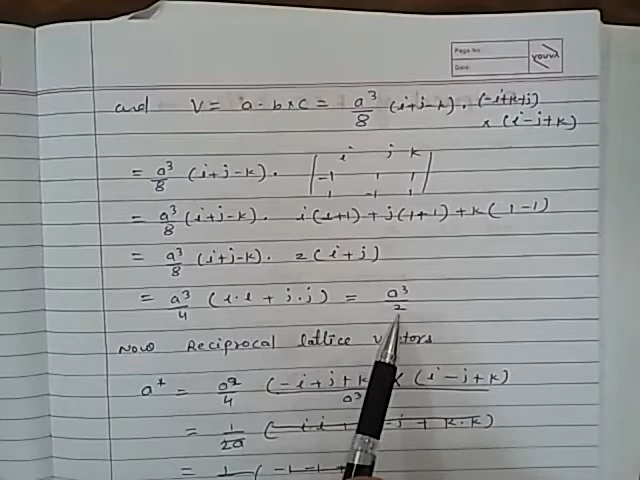 Page No.
Date:
YOUVA
and V = a · b × c = a³/8 (i+j-k) · (-i+k+j) × (i-j+k)
= a³/8 (i+j-k) · | i j k
-1 1 1
1 -1 1 |
= a³/8 (i+j-k) · i(1+1) + j(1+1) + k(1-1)
= a³/8 (i+j-k) · 2(i+j)
= a³/4 (i·i + j·j) = a³/2
Now Reciprocal lattice
a* = a²/4 (-i+j+k) × (i-j+k) / a³
= 1/2a ( i·i -j + k·k)
= 1 (-1-1+